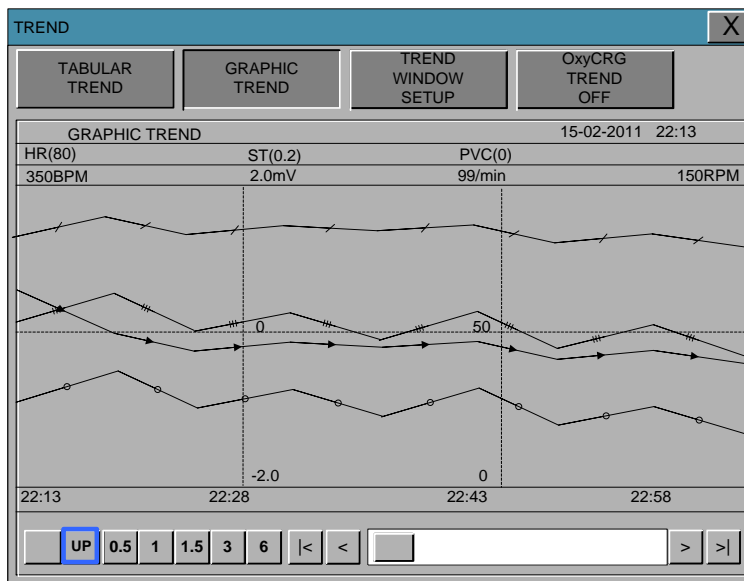 TREND
X
TABULAR
TREND
GRAPHIC
TREND
TREND
WINDOW
SETUP
OxyCRG
TREND
OFF
GRAPHIC TREND 15-02-2011 22:13
HR(80) ST(0.2) PVC(0)
350BPM 2.0mV 99/min 150RPM
0 50
-2.0 0
22:13 22:28 22:43 22:58
UP 0.5 1 1.5 3 6 |< < > >|